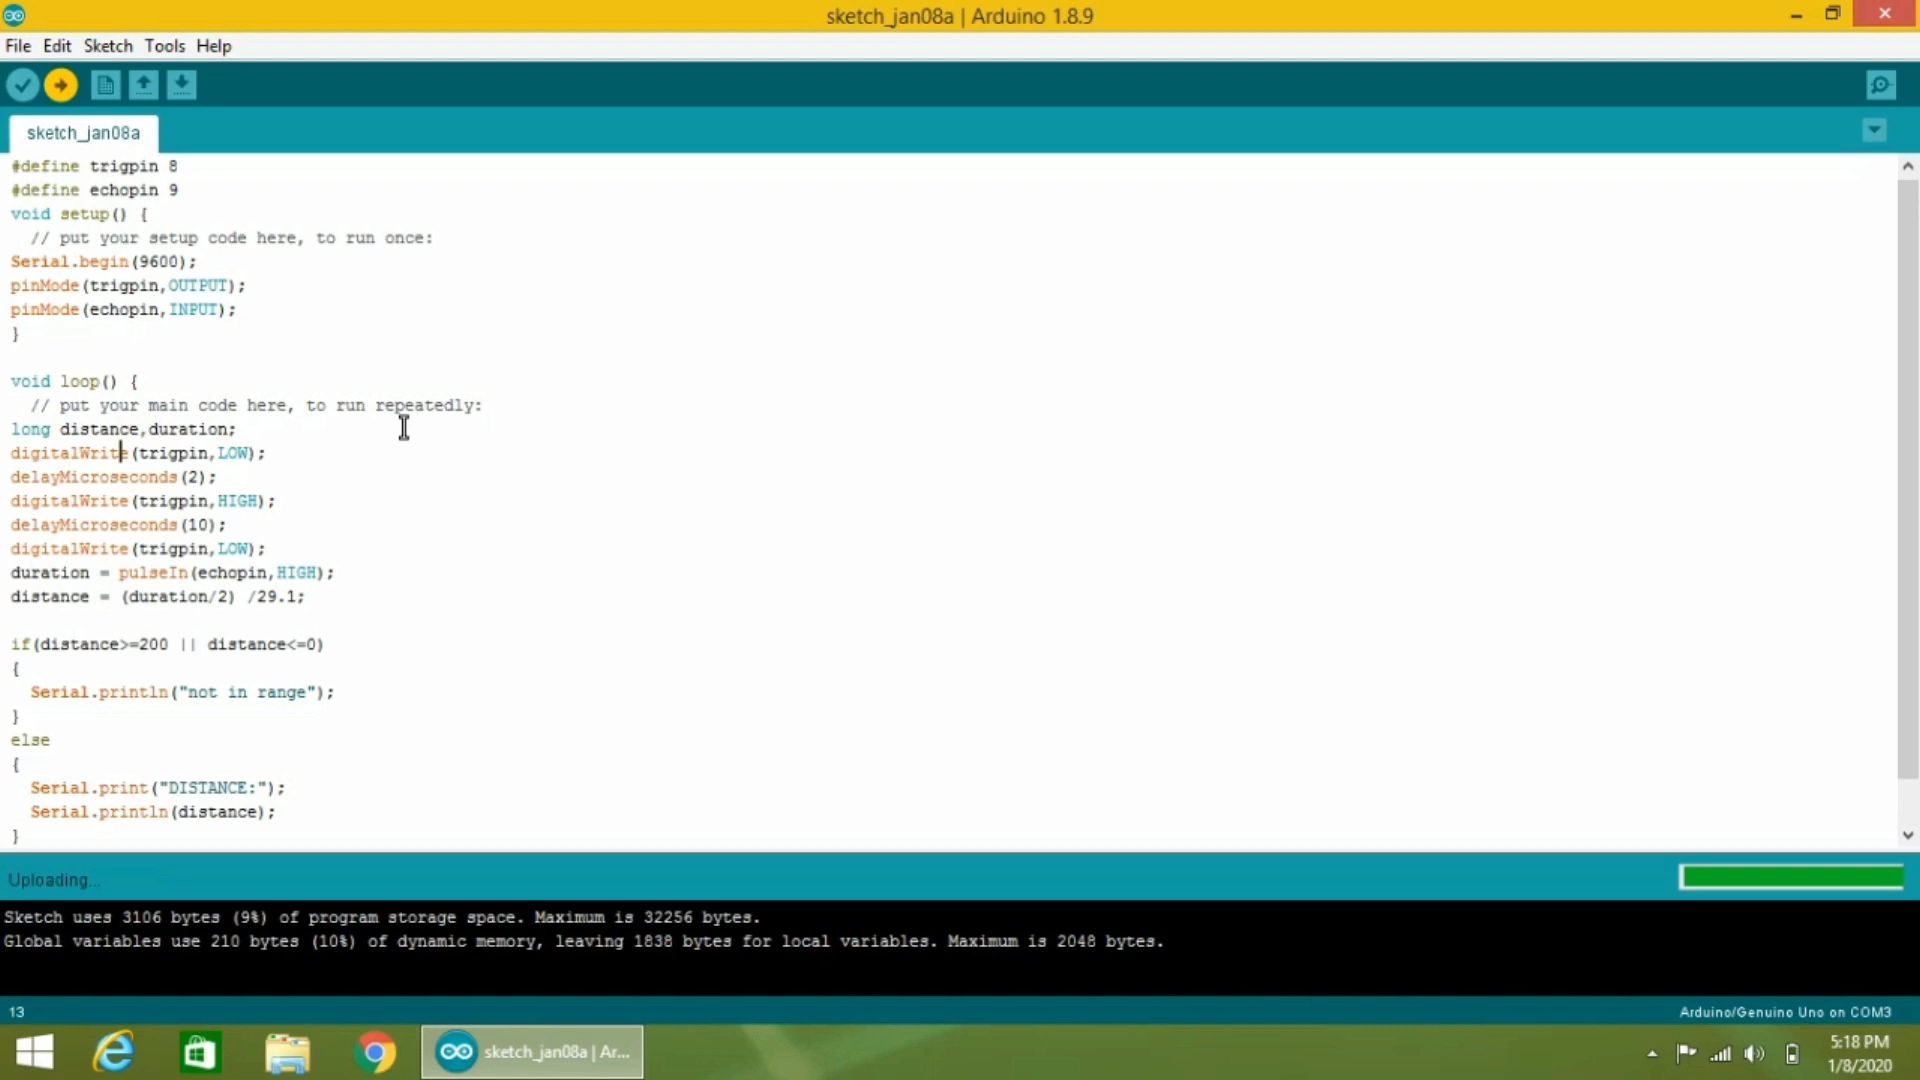 sketch_jan08a | Arduino 1.8.9
File Edit Sketch Tools Help
sketch_jan08a
#define trigpin 8
#define echopin 9
void setup() {
  // put your setup code here, to run once:
Serial.begin(9600);
pinMode(trigpin,OUTPUT);
pinMode(echopin,INPUT);
}
void loop() {
  // put your main code here, to run repeatedly:
long distance,duration;
digitalWrite(trigpin,LOW);
delayMicroseconds(2);
digitalWrite(trigpin,HIGH);
delayMicroseconds(10);
digitalWrite(trigpin,LOW);
duration = pulseIn(echopin,HIGH);
distance = (duration/2) /29.1;
if(distance>=200 || distance<=0)
{
  Serial.println("not in range");
}
else
{
  Serial.print("DISTANCE:");
  Serial.println(distance);
}
Uploading...
Sketch uses 3106 bytes (9%) of program storage space. Maximum is 32256 bytes.
Global variables use 210 bytes (10%) of dynamic memory, leaving 1838 bytes for local variables. Maximum is 2048 bytes.
13
Arduino/Genuino Uno on COM3
sketch_jan08a | Ar...
5:18 PM
1/8/2020